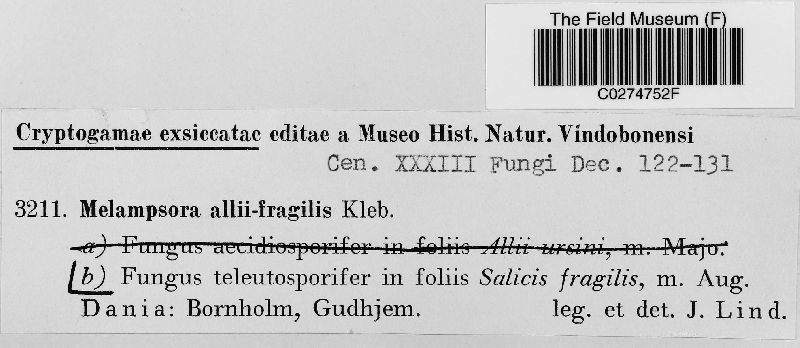 The Field Museum (F)
C0274752F
Cryptogamae exsiccatae editae a Museo Hist. Natur. Vindobonensi
Cen. XXXIII Fungi Dec. 122-131
3211. Melampsora allii-fragilis Kleb.
a) Fungus aecidiosporifer in foliis Allii ursini, m. Majo.
b) Fungus teleutosporifer in foliis Salicis fragilis, m. Aug.
Dania: Bornholm, Gudhjem. leg. et det. J. Lind.